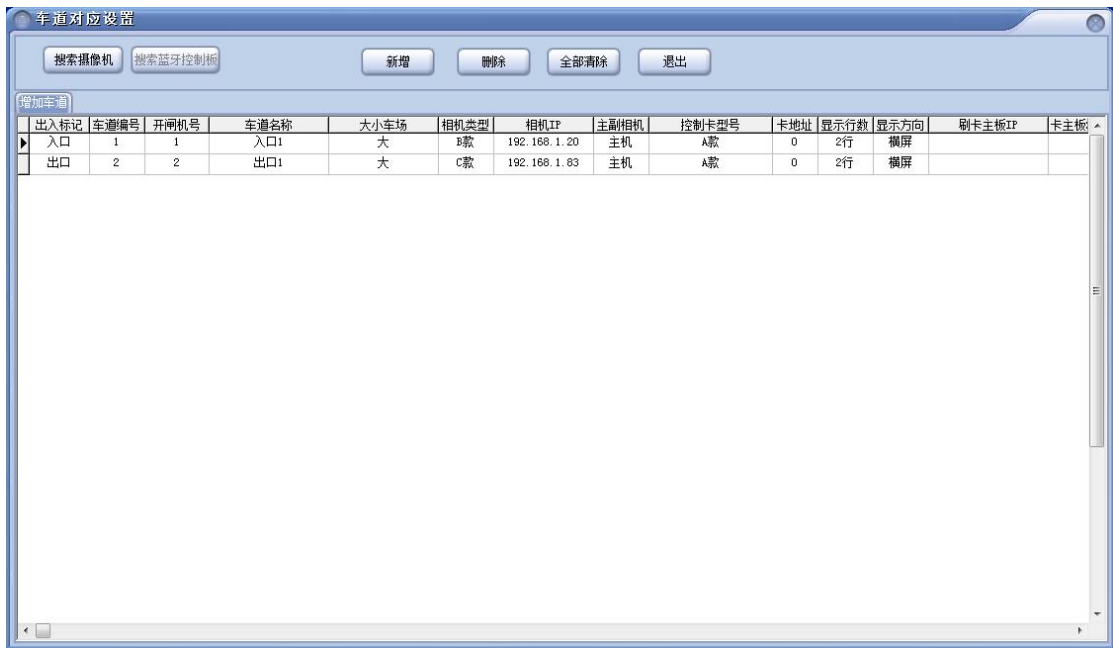 车道对应设置
搜索摄像机 搜索蓝牙控制板 新增 删除 全部清除 退出
增加车道
出入标记 车道编号 开闸机号 车道名称 大小车场 相机类型 相机IP 主副相机 控制卡型号 卡地址 显示行数 显示方向 刷卡主板IP 卡主板
入口 1 1 入口1 大 B款 192.168.1.20 主机 A款 0 2行 横屏
出口 2 2 出口1 大 C款 192.168.1.83 主机 A款 0 2行 横屏